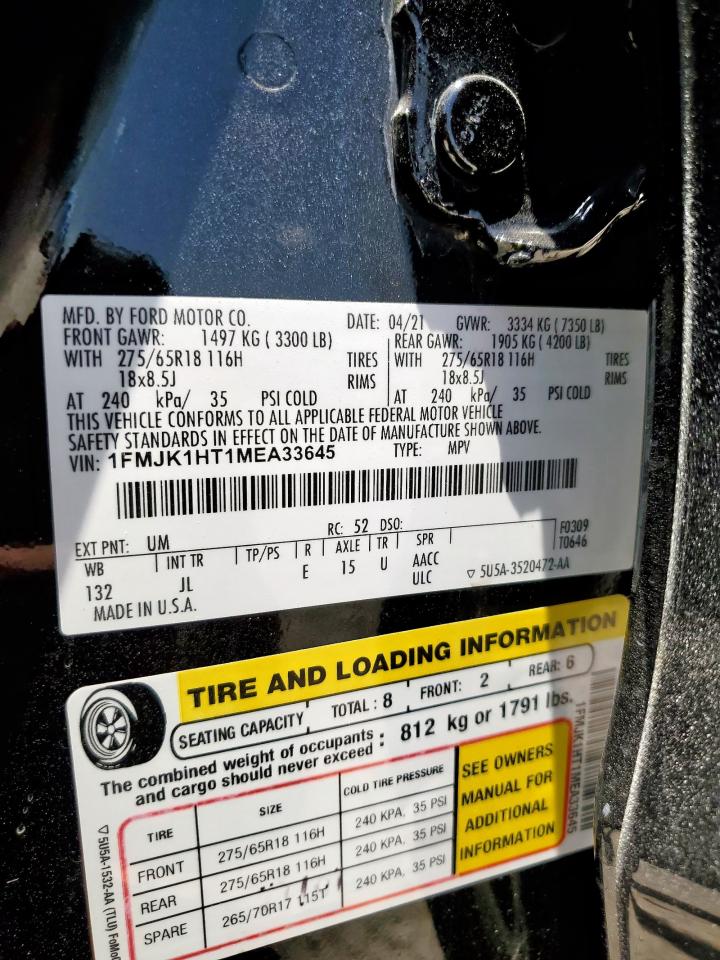 MFD. BY FORD MOTOR CO. DATE: 04/21 GVWR: 3334 KG ( 7350 LB)
FRONT GAWR: 1497 KG ( 3300 LB) REAR GAWR: 1905 KG ( 4200 LB)
WITH 275/65R18 116H TIRES WITH 275/65R18 116H TIRES
18x8.5J RIMS 18x8.5J RIMS
AT 240 kPa/ 35 PSI COLD AT 240 kPa/ 35 PSI COLD
THIS VEHICLE CONFORMS TO ALL APPLICABLE FEDERAL MOTOR VEHICLE
SAFETY STANDARDS IN EFFECT ON THE DATE OF MANUFACTURE SHOWN ABOVE.
VIN: 1FMJK1HT1MEA33645 TYPE: MPV
EXT PNT: UM RC: 52 DSO: F0309
WB INT TR TP/PS R AXLE TR SPR T0646
132 JL E 15 U AACC
ULC
MADE IN U.S.A. ▽ 5U5A-3520472-AA
TIRE AND LOADING INFORMATION
SEATING CAPACITY TOTAL : 8 FRONT: 2 REAR: 6
The combined weight of occupants and cargo should never exceed : 812 kg or 1791 lbs.
TIRE SIZE COLD TIRE PRESSURE
FRONT 275/65R18 116H 240 KPA, 35 PSI
REAR 275/65R18 116H 240 KPA, 35 PSI
SPARE 265/70R17 115T 240 KPA, 35 PSI
SEE OWNERS
MANUAL FOR
ADDITIONAL
INFORMATION
1FMJK1HT1MEA33645
▽ 5U5A-1532-AA (TLU) FoMoC